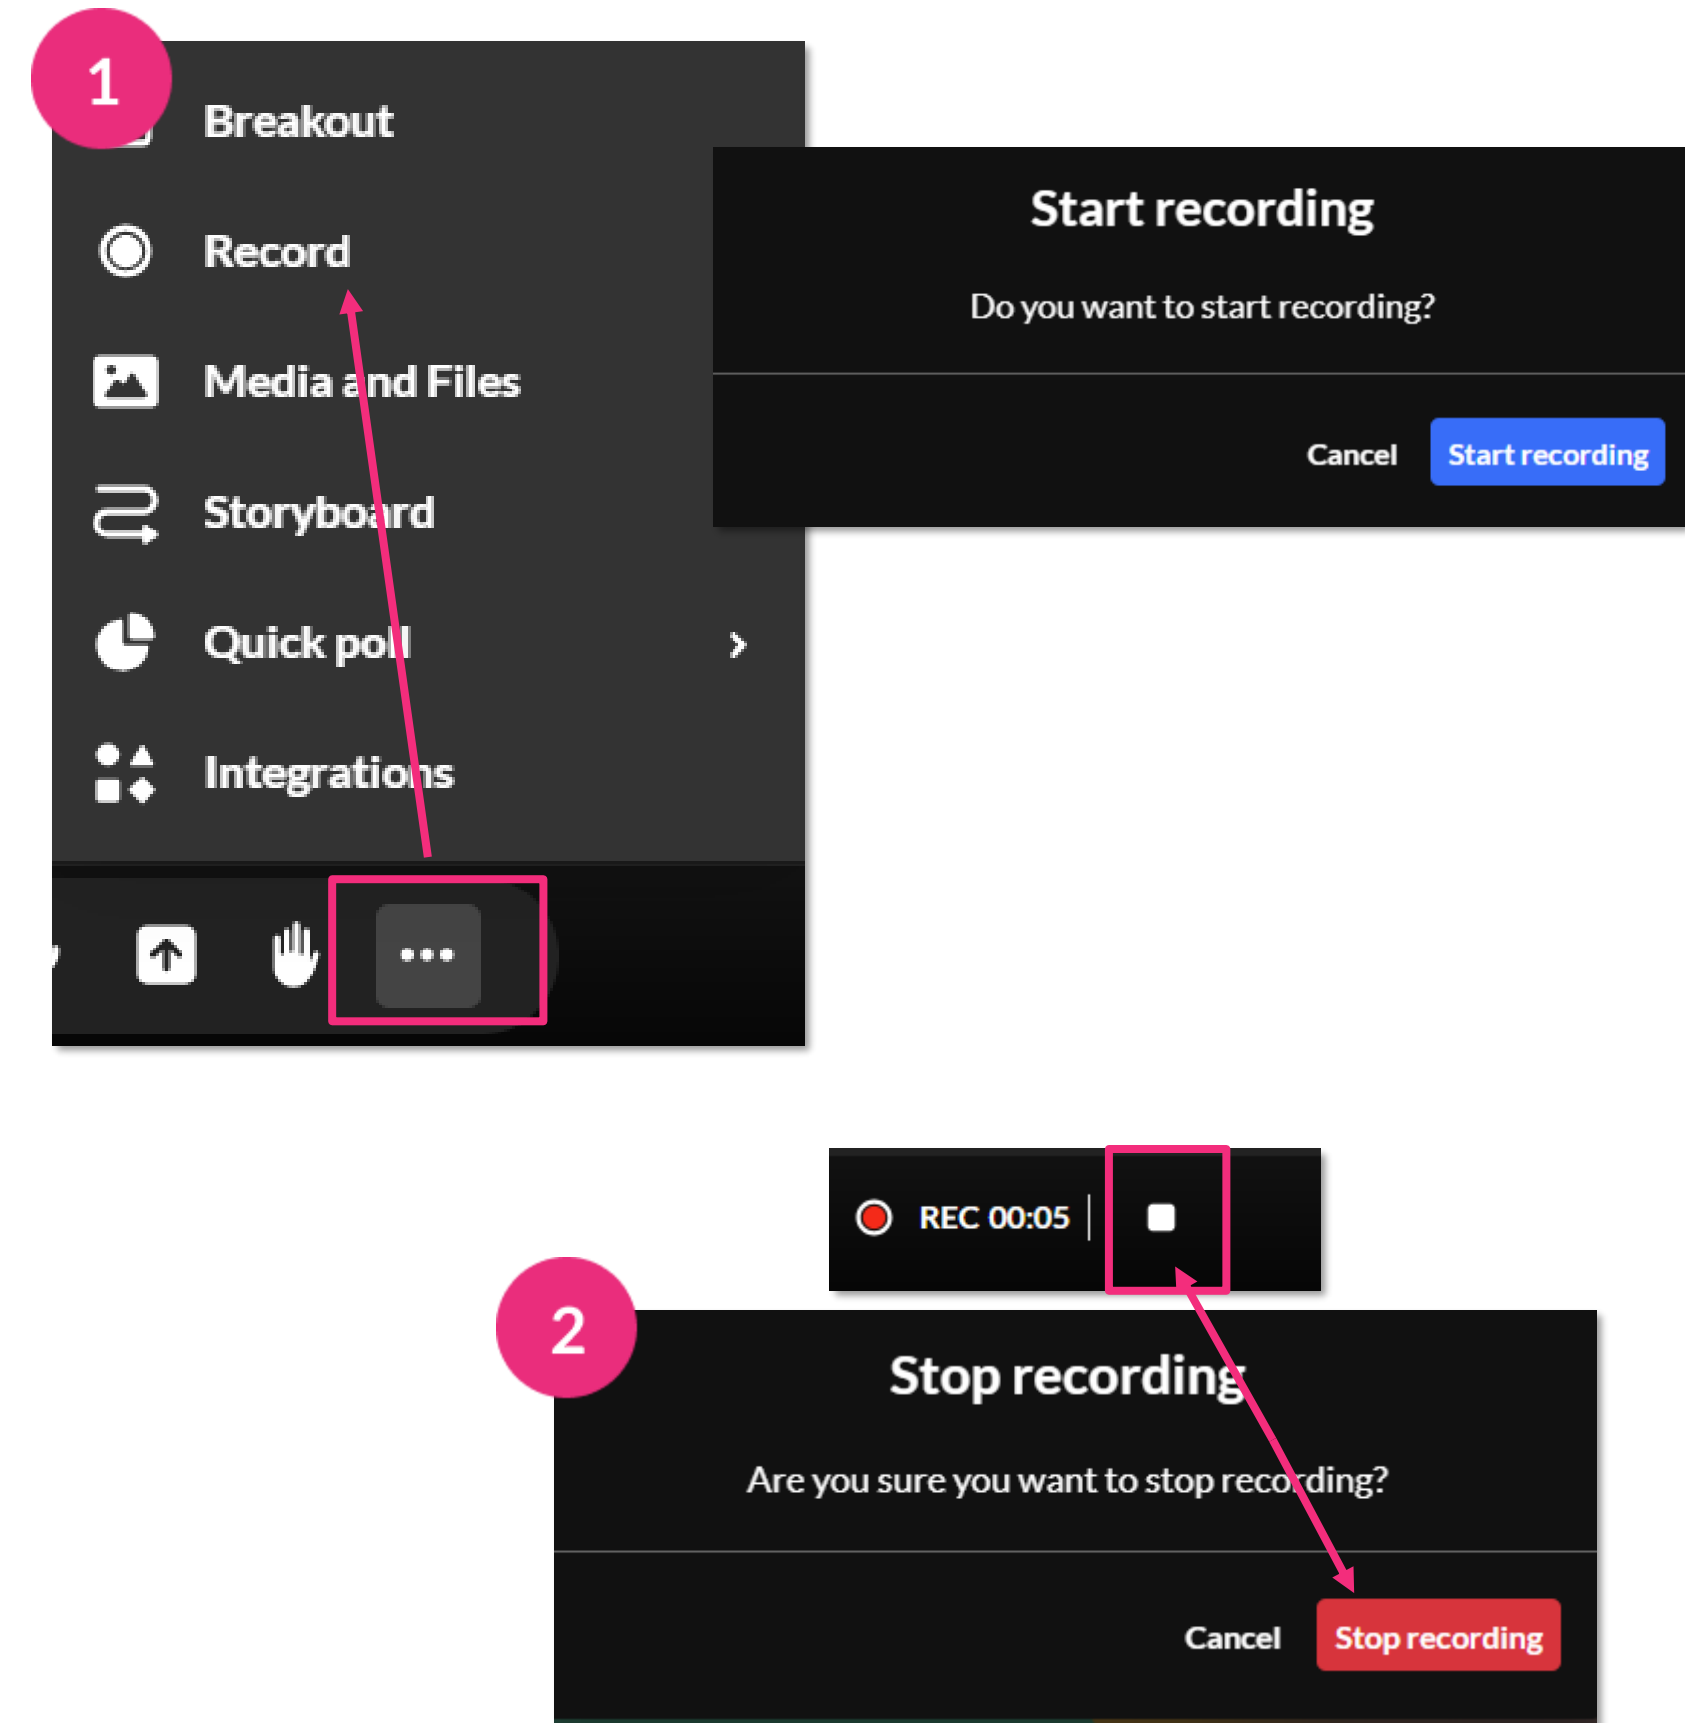 1
Breakout
Record
Media and Files
Storyboard
Quick poll
Integrations
Start recording
Do you want to start recording?
Cancel
Start recording
REC 00:05
2
Stop recording
Are you sure you want to stop recording?
Cancel
Stop recording